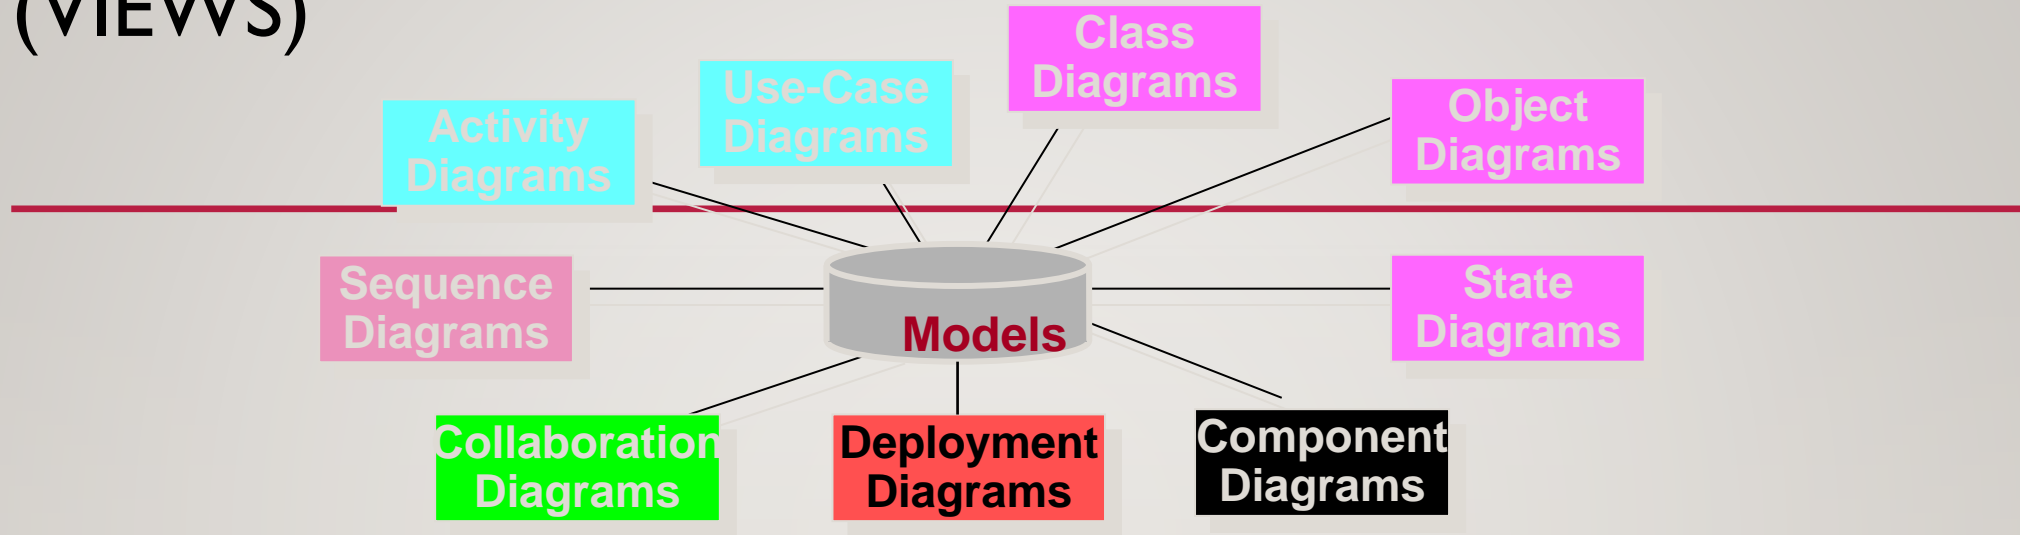 (VIEWS)
Class
Diagrams
Use-Case
Diagrams
Object
Diagrams
Activity
Diagrams
Sequence
Diagrams
State
Diagrams
Models
Collaboration
Diagrams
Deployment
Diagrams
Component
Diagrams